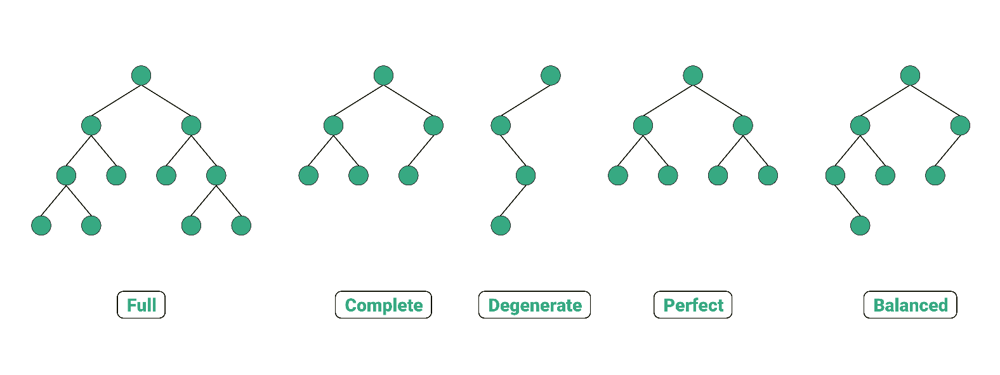 Full
Complete
Degenerate
Perfect
Balanced